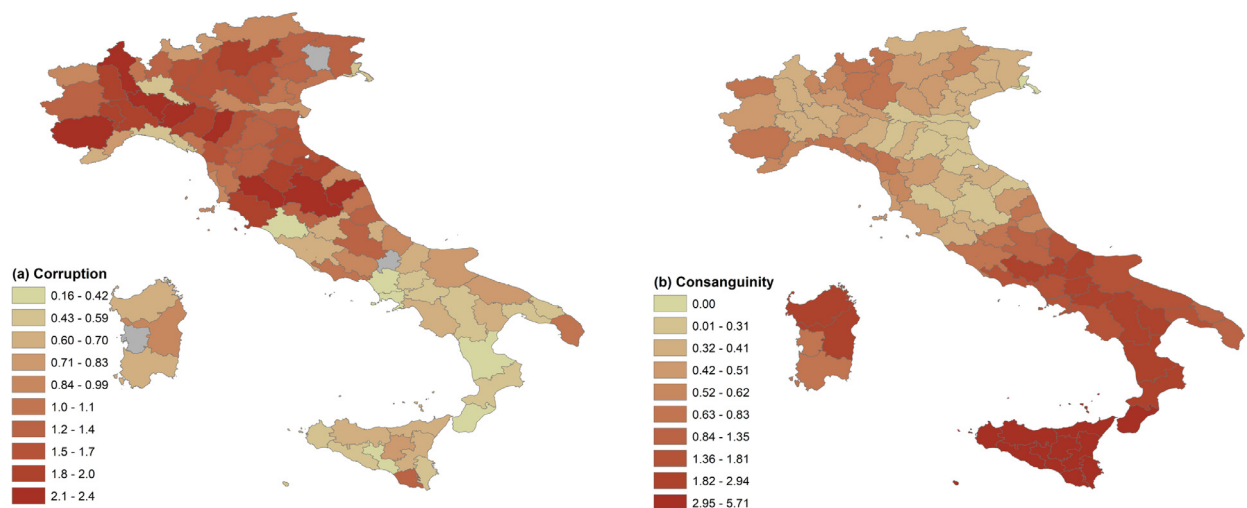 (a) Corruption
0.16 - 0.42
0.43 - 0.59
0.60 - 0.70
0.71 - 0.83
0.84 - 0.99
1.0 - 1.1
1.2 - 1.4
1.5 - 1.7
1.8 - 2.0
2.1 - 2.4
(b) Consanguinity
0.00
0.01 - 0.31
0.32 - 0.41
0.42 - 0.51
0.52 - 0.62
0.63 - 0.83
0.84 - 1.35
1.36 - 1.81
1.82 - 2.94
2.95 - 5.71